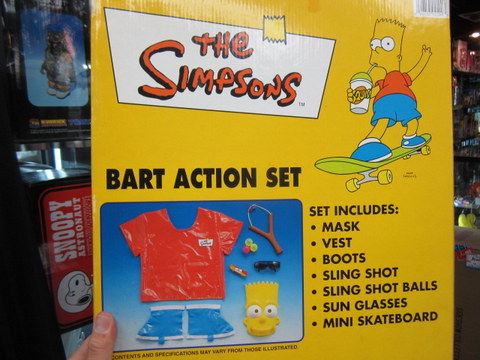 THE
SIMPSONS
TM
BART ACTION SET
SET INCLUDES:
• MASK
• VEST
• BOOTS
• SLING SHOT
• SLING SHOT BALLS
• SUN GLASSES
• MINI SKATEBOARD
CONTENTS AND SPECIFICATIONS MAY VARY FROM THOSE ILLUSTRATED.
SNOOPY
ASTRONAUT